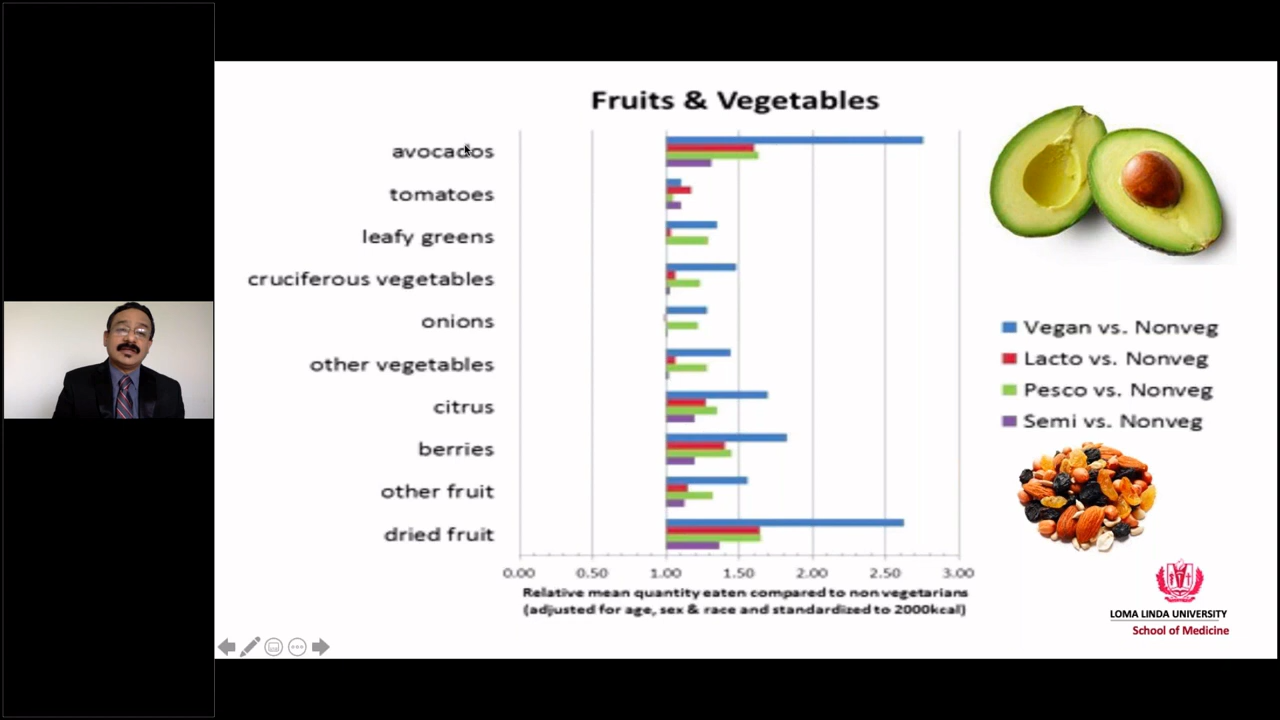 Fruits & Vegetables
avocados
tomatoes
leafy greens
cruciferous vegetables
onions
other vegetables
citrus
berries
other fruit
dried fruit
0.00 0.50 1.00 1.50 2.00 2.50 3.00
Relative mean quantity eaten compared to nonvegetarians
(adjusted for age, sex & race and standardized to 2000kcal)
Vegan vs. Nonveg
Lacto vs. Nonveg
Pesco vs. Nonveg
Semi vs. Nonveg
LOMA LINDA UNIVERSITY
School of Medicine